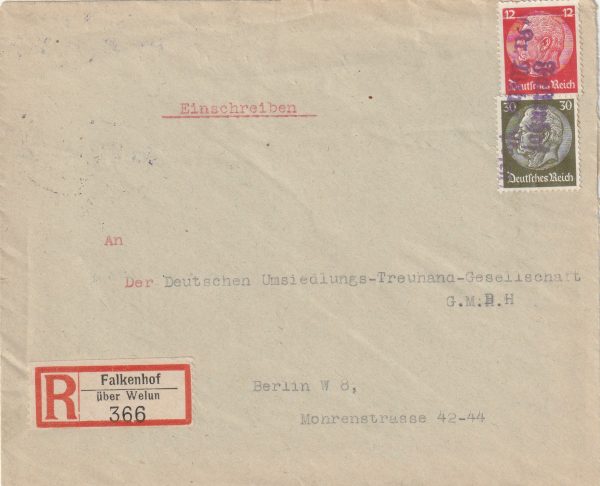 12 12
Deutsches Reich
30 30
Deutsches Reich
Einschreiben
An
Der Deutschen Umsiedlungs-Treuhand-Gesellschaft
G.M.B.H
R
Falkenhof
über Welun
366
Berlin W 8,
Mohrenstrasse 42-44